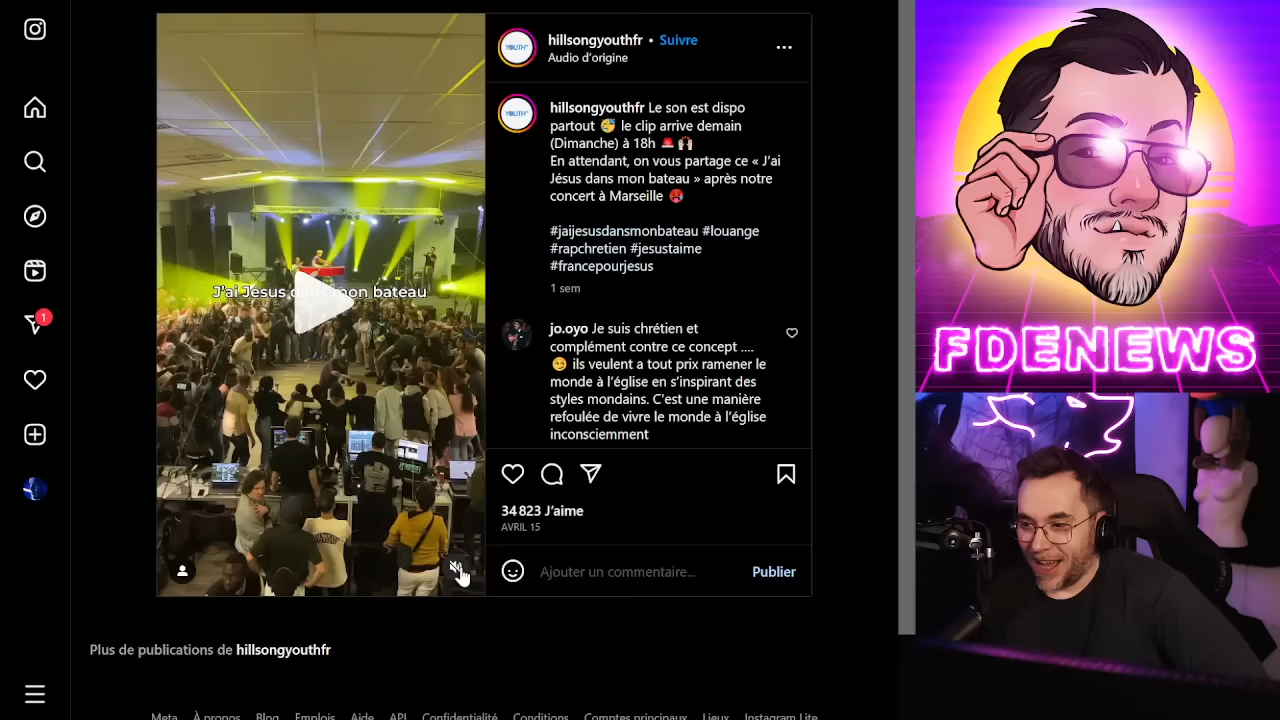 hillsongyouthfr • Suivre
Audio d'origine
YOUTH
YOUTH
hillsongyouthfr Le son est dispo
partout 🥳 le clip arrive demain
(Dimanche) à 18h 🚨🙌🏻
En attendant, on vous partage ce « J'ai
Jésus dans mon bateau » après notre
concert à Marseille 🥵
#jaijesusdansmonbateau #louange
#rapchretien #jesustaime
#francepourjesus
1 sem
J'ai Jésus dans mon bateau
jo.oyo Je suis chrétien et
complément contre ce concept ....
😏 ils veulent a tout prix ramener le
monde à l'église en s'inspirant des
styles mondains. C'est une manière
refoulée de vivre le monde à l'église
inconsciemment
34 823 J'aime
AVRIL 15
Ajouter un commentaire... Publier
1
Plus de publications de hillsongyouthfr
Meta À propos Blog Emplois Aide API Confidentialité Conditions Comptes principaux Lieux Instagram Lite
FDENEWS